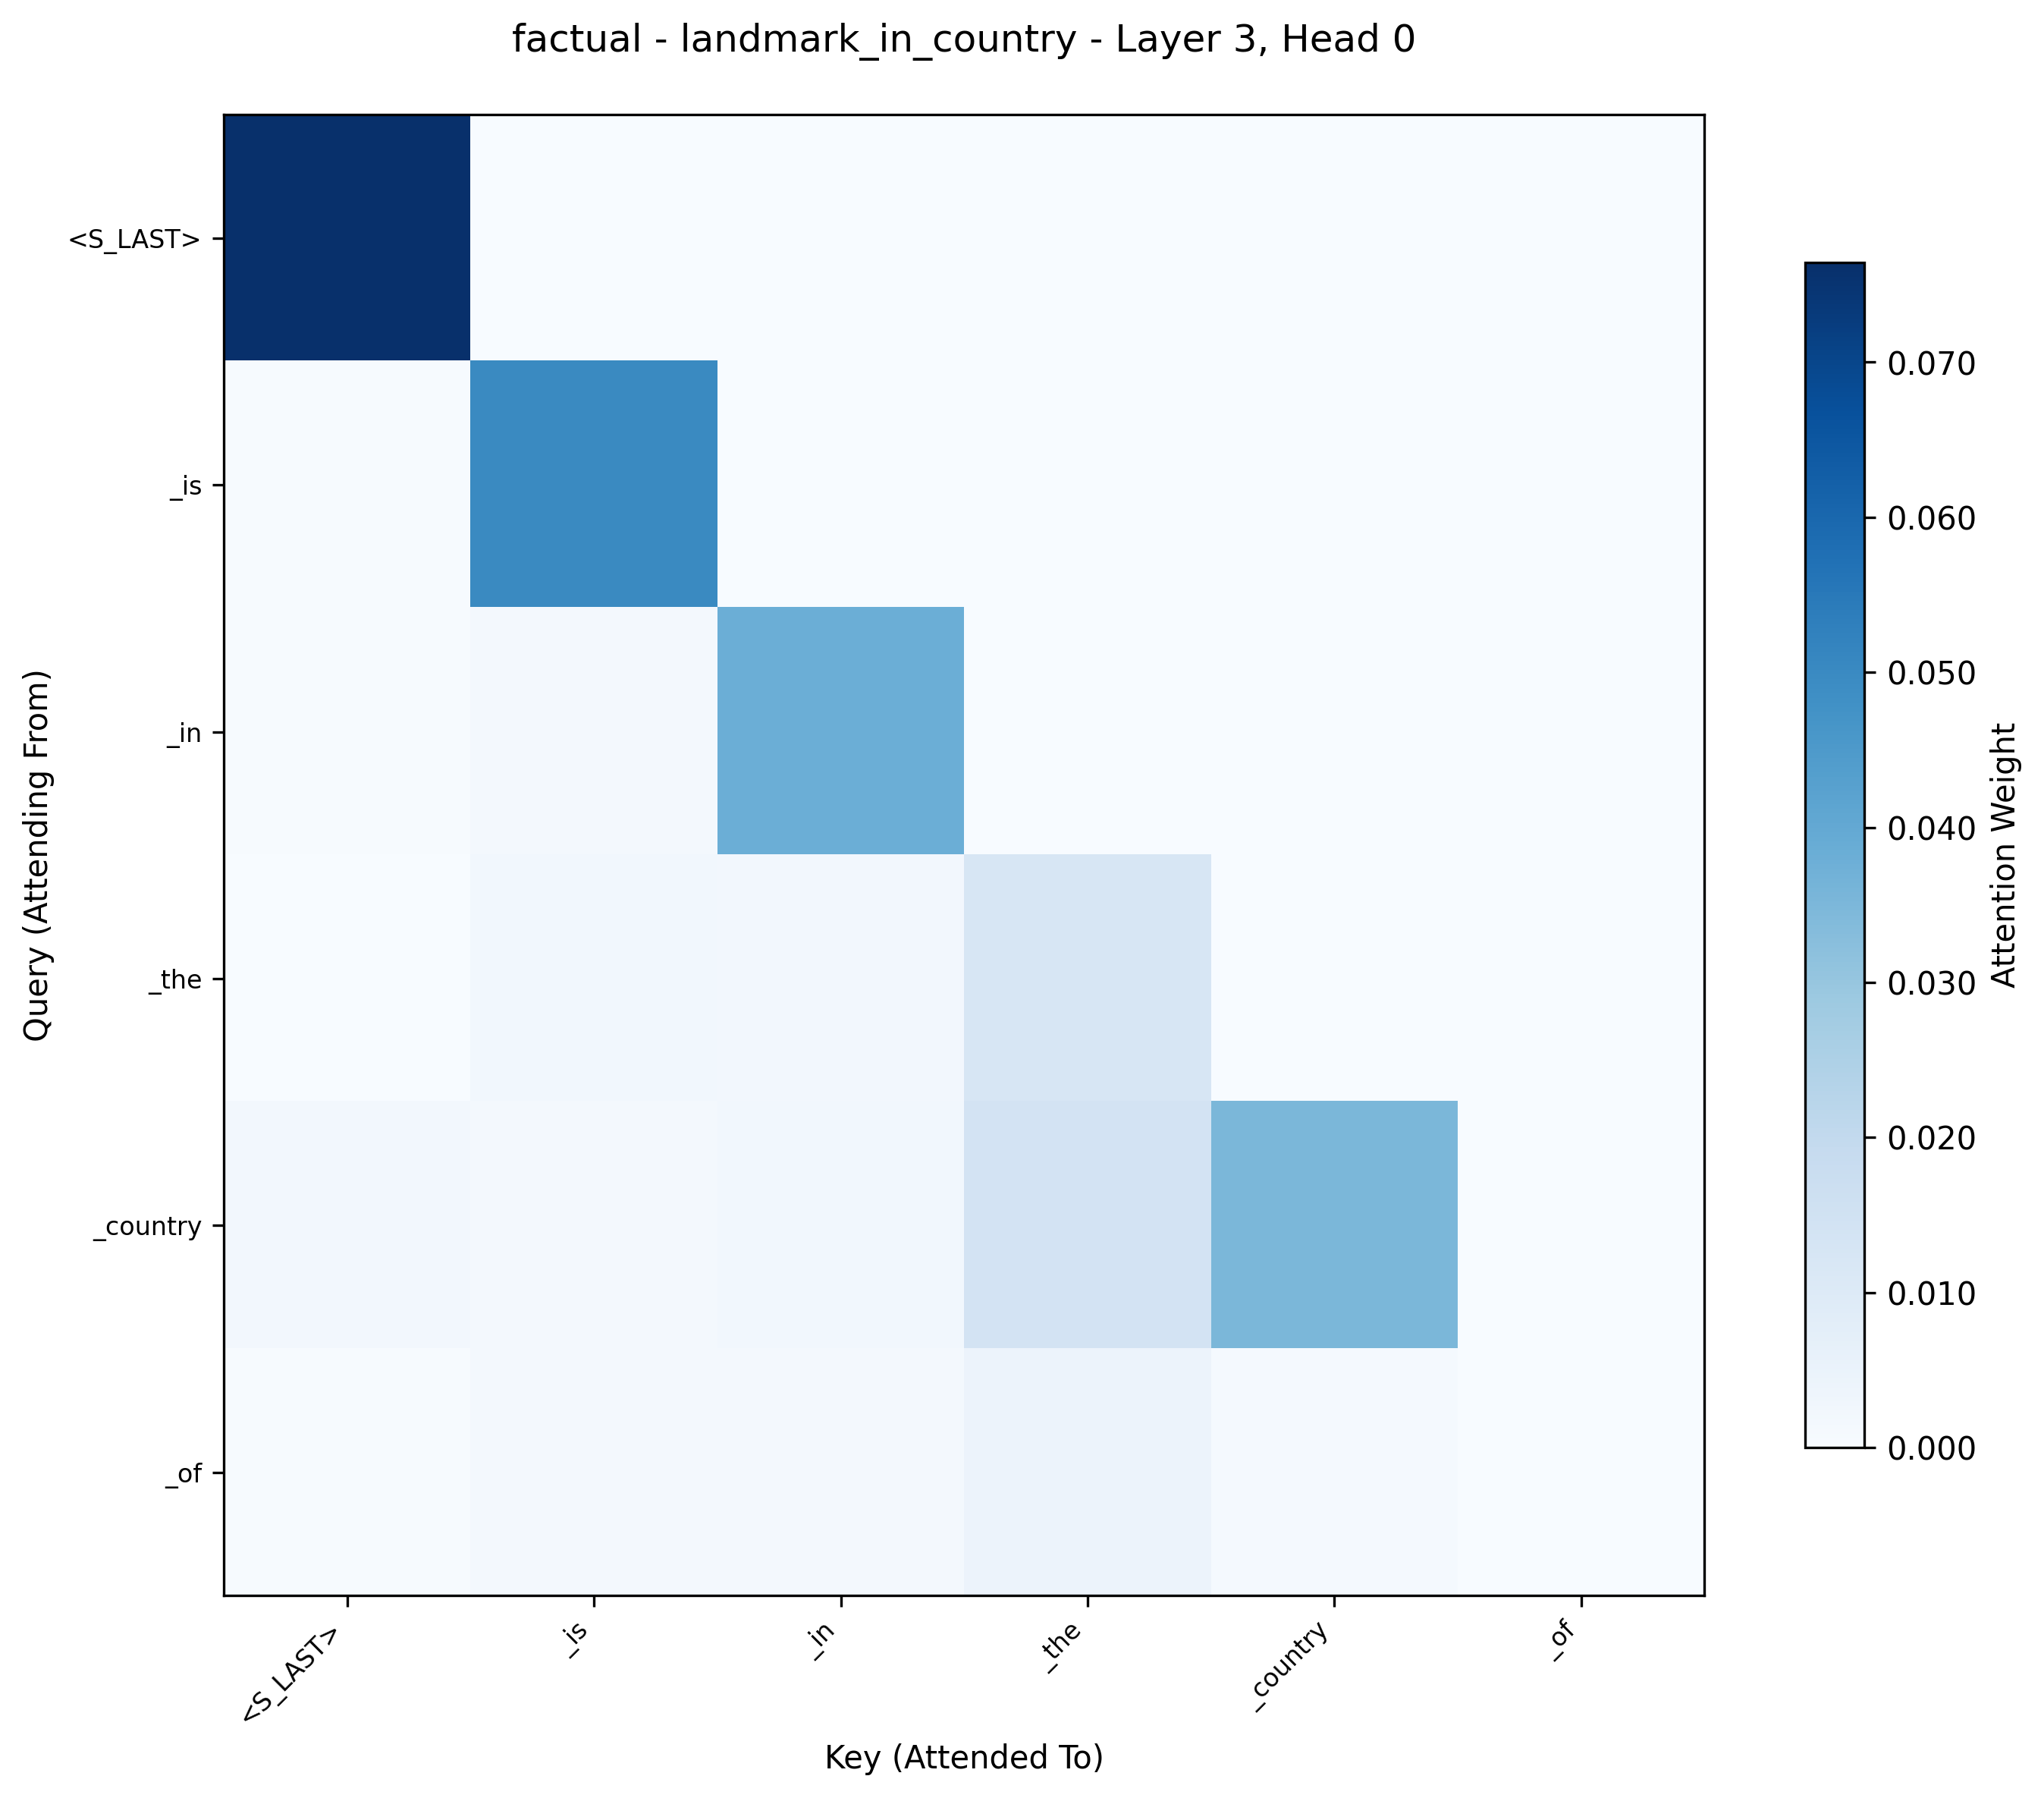 factual - landmark_in_country - Layer 3, Head 0
Query (Attending From)
<S_LAST>
_is
_in
_the
_country
_of
<S_LAST>
_is
_in
_the
_country
_of
Key (Attended To)
0.070
0.060
0.050
0.040
0.030
0.020
0.010
0.000
Attention Weight